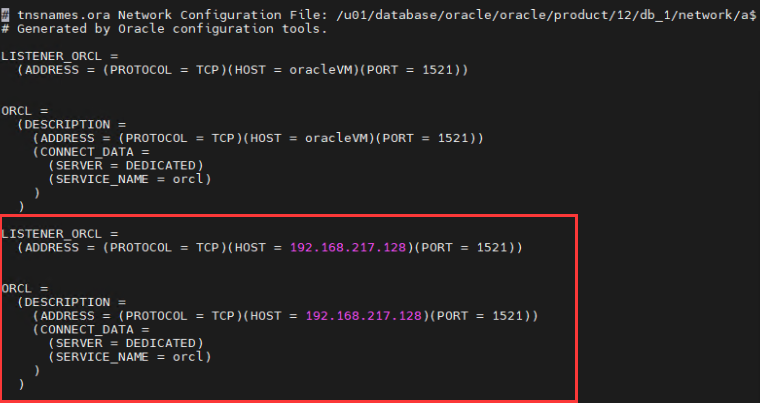 # tnsnames.ora Network Configuration File: /u01/database/oracle/oracle/product/12/db_1/network/a$
# Generated by Oracle configuration tools.
LISTENER_ORCL =
  (ADDRESS = (PROTOCOL = TCP)(HOST = oracleVM)(PORT = 1521))
ORCL =
  (DESCRIPTION =
    (ADDRESS = (PROTOCOL = TCP)(HOST = oracleVM)(PORT = 1521))
    (CONNECT_DATA =
      (SERVER = DEDICATED)
      (SERVICE_NAME = orcl)
    )
  )
LISTENER_ORCL =
  (ADDRESS = (PROTOCOL = TCP)(HOST = 192.168.217.128)(PORT = 1521))
ORCL =
  (DESCRIPTION =
    (ADDRESS = (PROTOCOL = TCP)(HOST = 192.168.217.128)(PORT = 1521))
    (CONNECT_DATA =
      (SERVER = DEDICATED)
      (SERVICE_NAME = orcl)
    )
  )